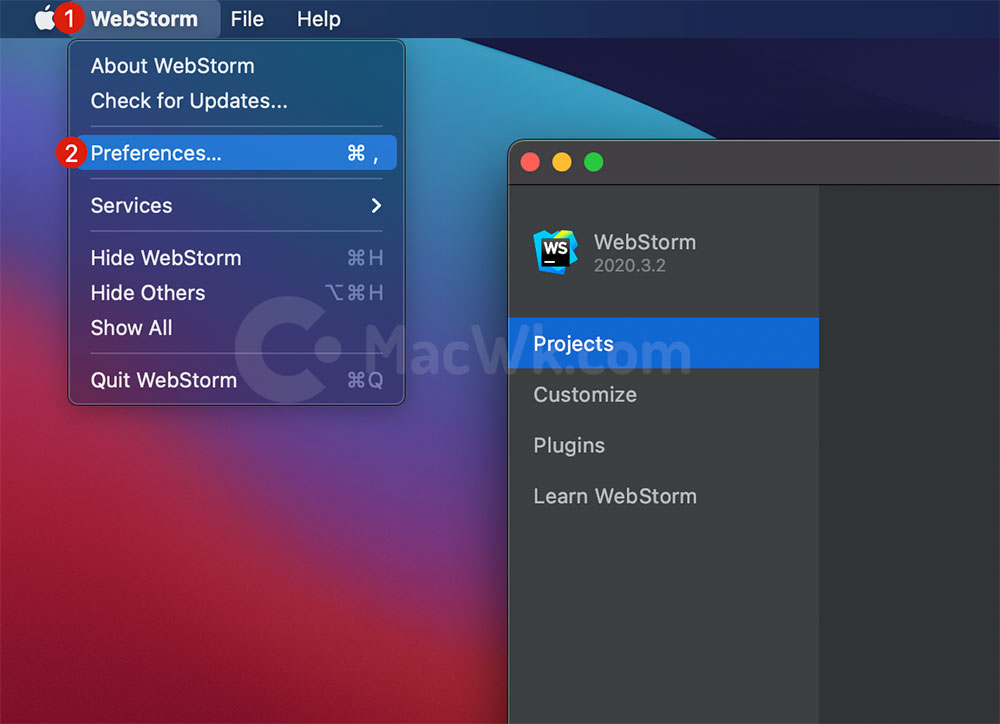 1 WebStorm File Help
About WebStorm
Check for Updates...
2 Preferences... ⌘ ,
Services
Hide WebStorm ⌘H
Hide Others ⌥⌘H
Show All
Quit WebStorm ⌘Q
WS
WebStorm
2020.3.2
Projects
Customize
Plugins
Learn WebStorm
MacWk.com